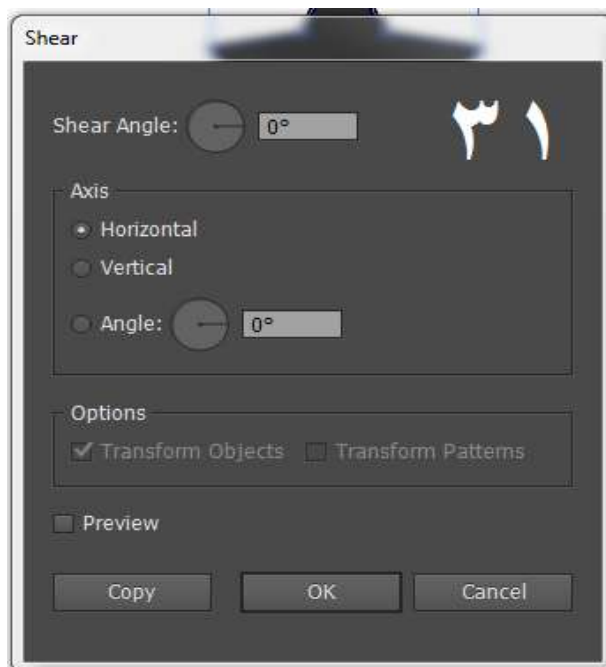 Shear
Shear Angle: 0°
۳۱
Axis
Horizontal
Vertical
Angle: 0°
Options
Transform Objects Transform Patterns
Preview
Copy OK Cancel